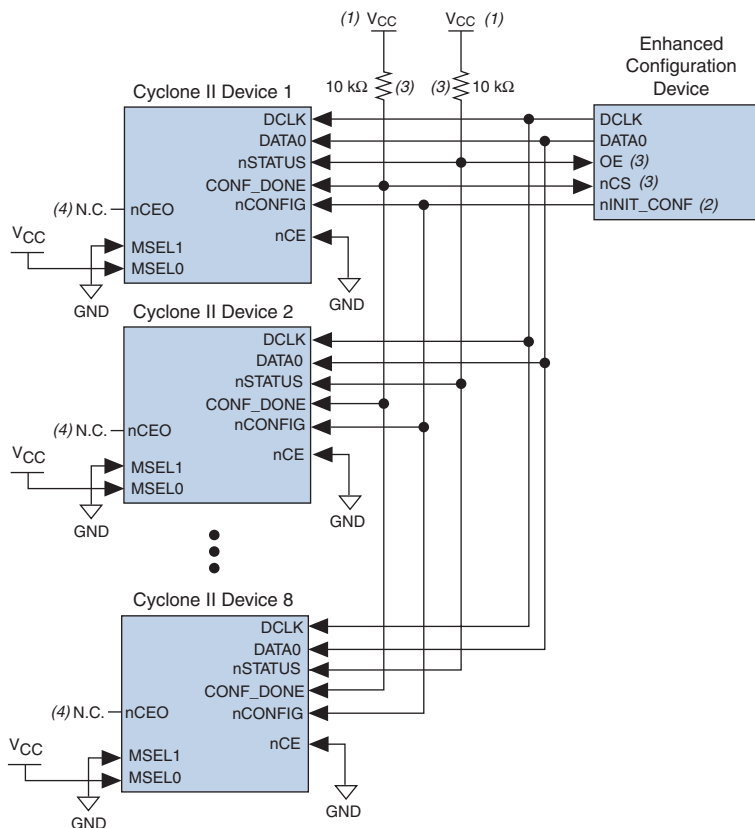 (1) VCC
VCC (1)
Enhanced
Configuration
Device
10 kΩ (3)
(3) 10 kΩ
Cyclone II Device 1
DCLK
DATA0
nSTATUS
CONF_DONE
nCONFIG
nCE
(4) N.C. nCEO
MSEL1
MSEL0
VCC
GND
GND
DCLK
DATA0
OE (3)
nCS (3)
nINIT_CONF (2)
Cyclone II Device 2
DCLK
DATA0
nSTATUS
CONF_DONE
nCONFIG
nCE
(4) N.C. nCEO
MSEL1
MSEL0
VCC
GND
GND
Cyclone II Device 8
DCLK
DATA0
nSTATUS
CONF_DONE
nCONFIG
nCE
(4) N.C. nCEO
MSEL1
MSEL0
VCC
GND
GND